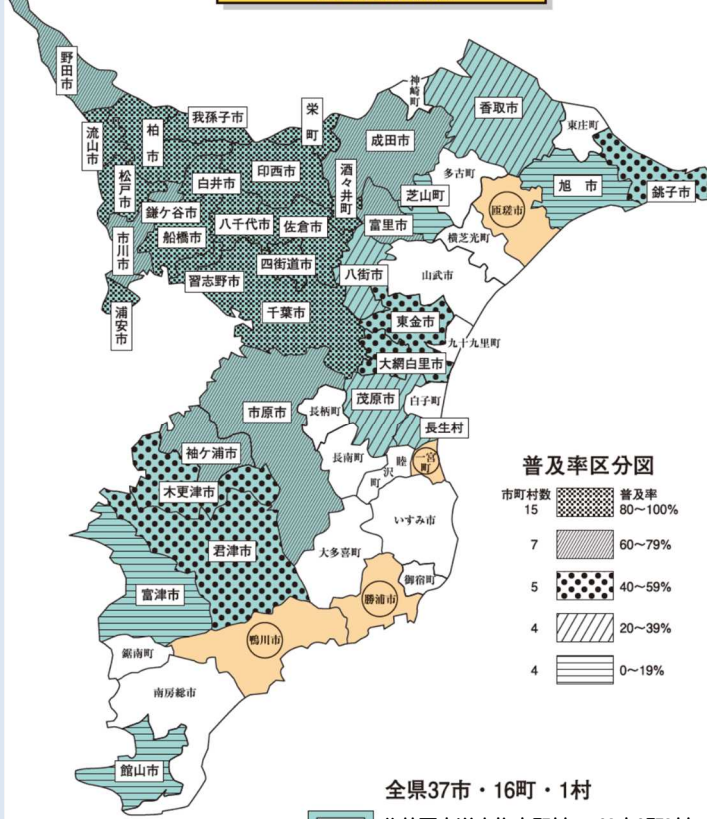 野田市
流山市
柏市
我孫子市
栄町
松戸市
白井市
印西市
酒々井町
成田市
神崎町
香取市
東庄町
鎌ケ谷市
八千代市
佐倉市
富里市
芝山町
多古町
旭市
銚子市
匝瑳市
市川市
船橋市
四街道市
八街市
横芝光町
習志野市
山武市
浦安市
千葉市
東金市
九十九里町
大網白里市
市原市
長柄町
茂原市
白子町
長生村
袖ケ浦市
長南町
睦沢町
一宮町
木更津市
いすみ市
君津市
大多喜町
御宿町
富津市
勝浦市
鴨川市
鋸南町
南房総市
館山市
普及率区分図
市町村数 普及率
15 80〜100%
7 60〜79%
5 40〜59%
4 20〜39%
4 0〜19%
全県37市・16町・1村